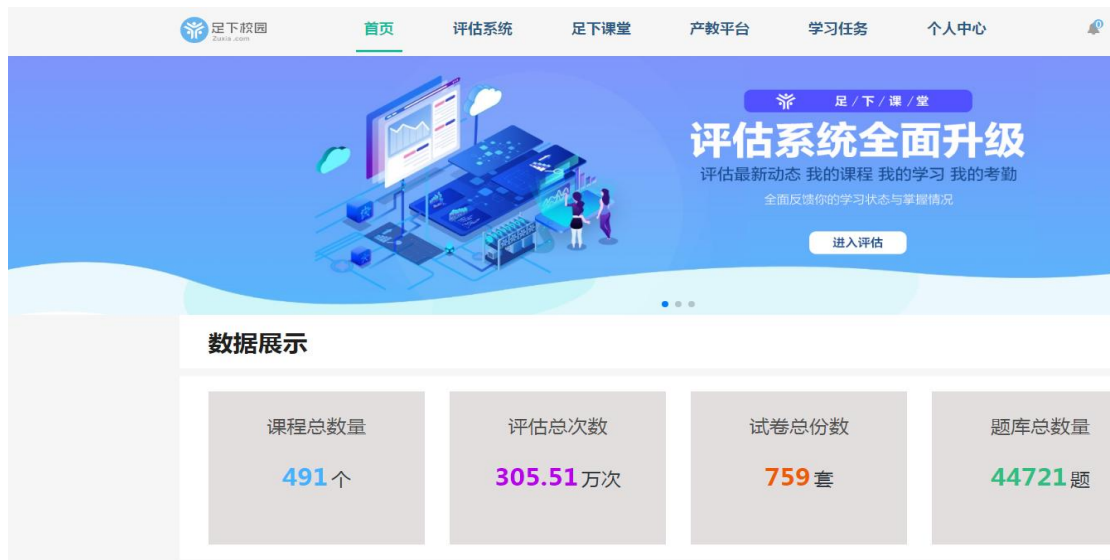 足下校园
Zuxia .com
首页 评估系统 足下课堂 产教平台 学习任务 个人中心
0
足/下/课/堂
评估系统全面升级
评估最新动态 我的课程 我的学习 我的考勤
全面反馈你的学习状态与掌握情况
进入评估
数据展示
课程总数量 评估总次数 试卷总份数 题库总数量
491个 305.51万次 759套 44721题